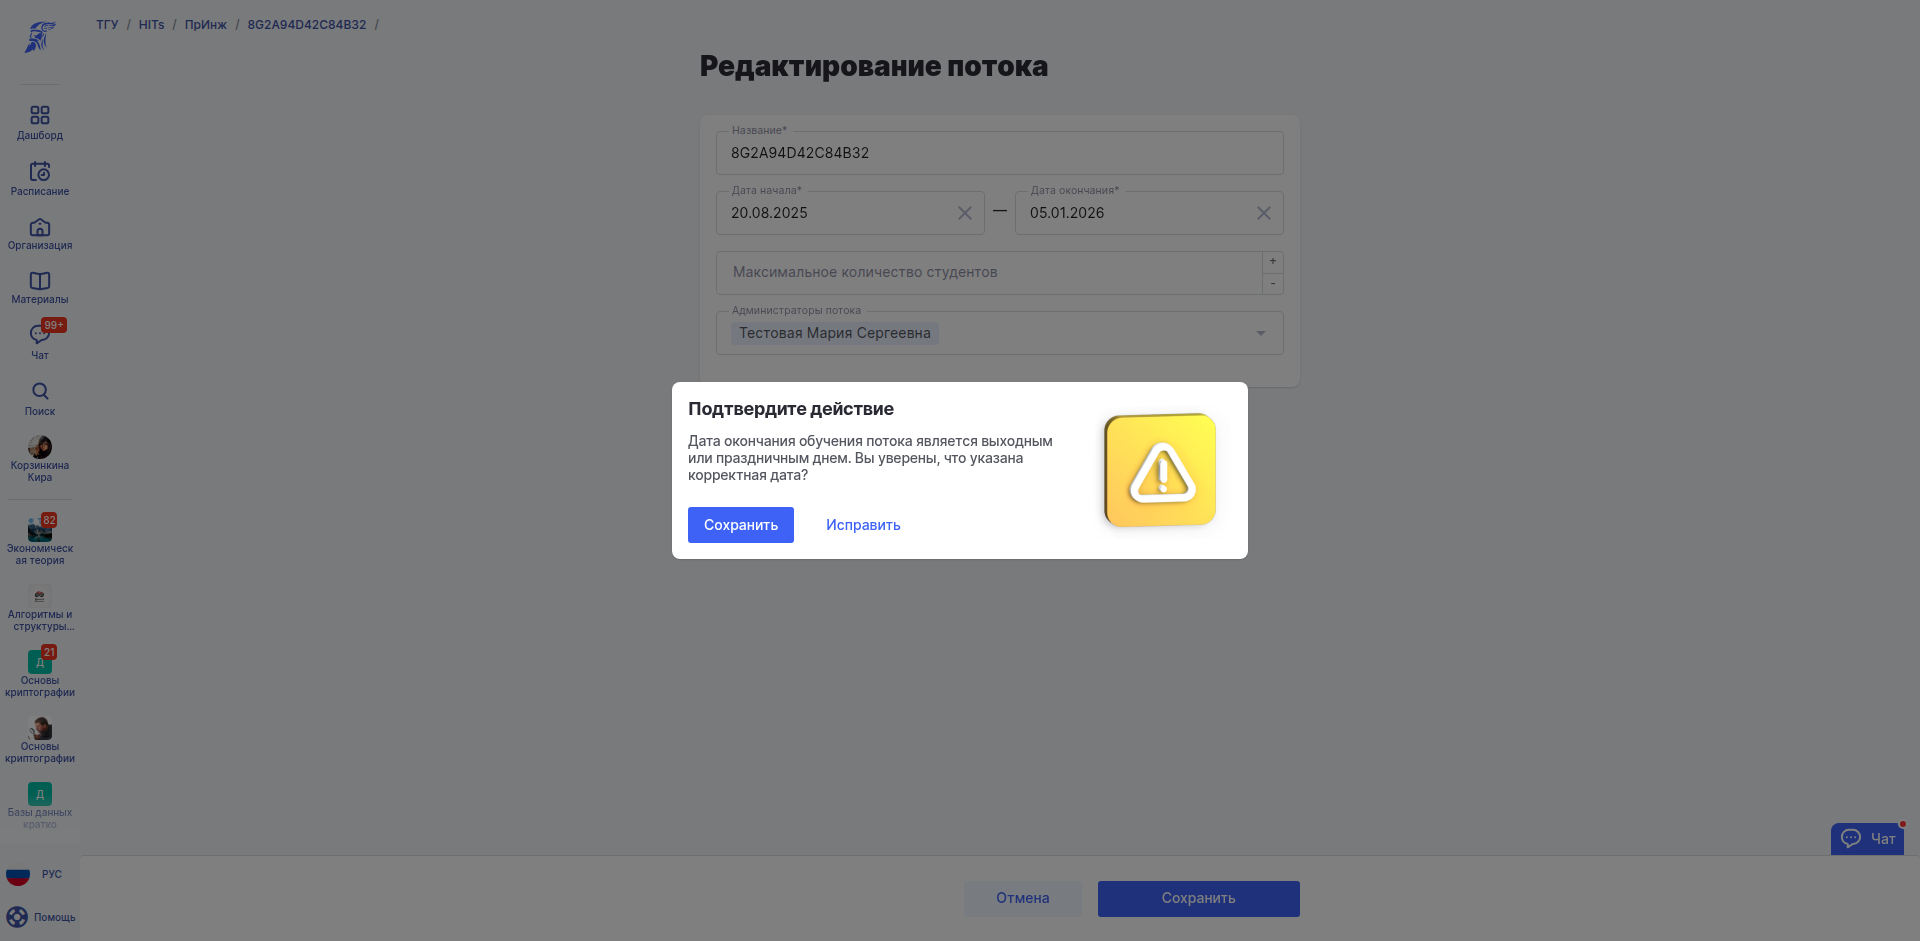 ТГУ / HITs / ПрИнж / 8G2A94D42C84B32 /
Дашборд
Расписание
Организация
Материалы
99+
Чат
Поиск
Корзинкина
Кира
82
Экономическ
ая теория
Алгоритмы и
структуры...
21
Д
Основы
криптографии
Основы
криптографии
Д
Базы данных
кратко
РУС
Помощь
Редактирование потока
Название*
8G2A94D42C84B32
Дата начала*
20.08.2025
—
Дата окончания*
05.01.2026
Максимальное количество студентов
+
-
Администраторы потока
Тестовая Мария Сергеевна
Подтвердите действие
Дата окончания обучения потока является выходным
или праздничным днем. Вы уверены, что указана
корректная дата?
Сохранить
Исправить
Чат
Отмена
Сохранить